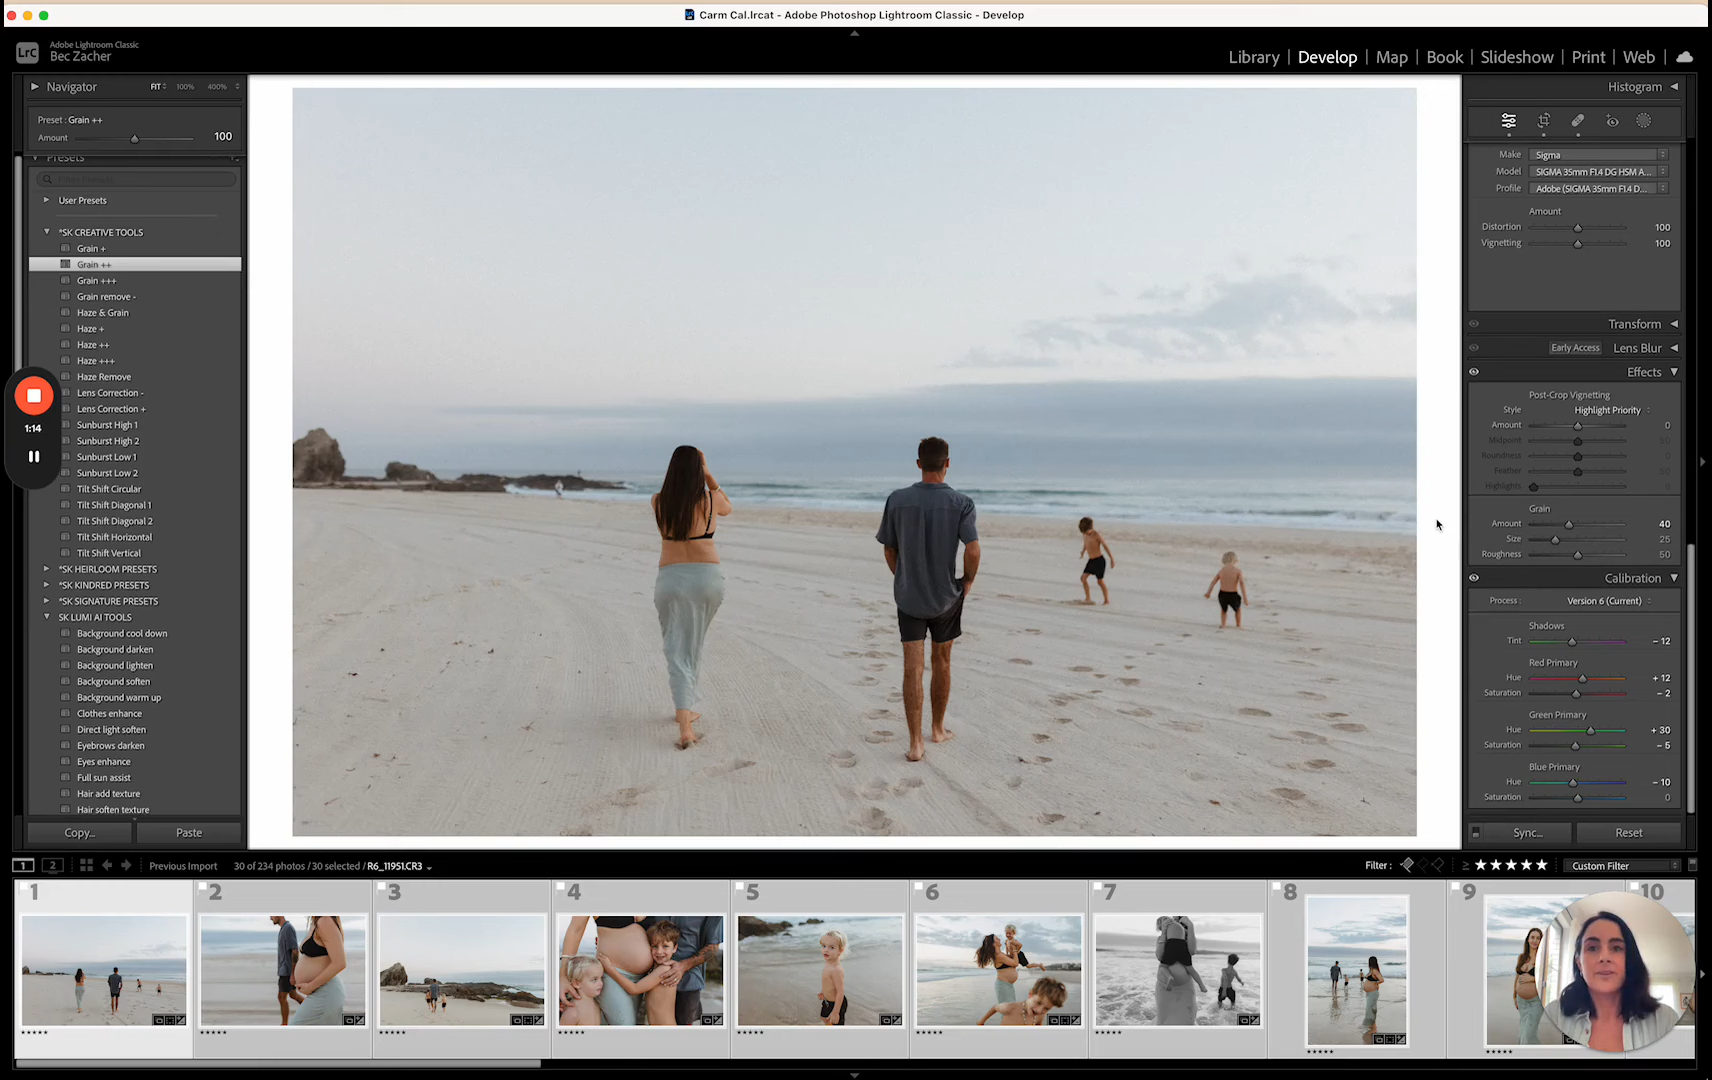 Carm Cal.lrcat - Adobe Photoshop Lightroom Classic - Develop
LrC
Adobe Lightroom Classic
Bec Zacher
Library | Develop | Map | Book | Slideshow | Print | Web
Navigator
FIT
100%
400%
Preset : Grain ++
Amount
100
Presets
User Presets
*SK CREATIVE TOOLS
Grain +
Grain ++
Grain +++
Grain remove -
Haze & Grain
Haze +
Haze ++
Haze +++
Haze Remove
Lens Correction -
Lens Correction +
Sunburst High 1
Sunburst High 2
Sunburst Low 1
Sunburst Low 2
Tilt Shift Circular
Tilt Shift Diagonal 1
Tilt Shift Diagonal 2
Tilt Shift Horizontal
Tilt Shift Vertical
*SK HEIRLOOM PRESETS
*SK KINDRED PRESETS
*SK SIGNATURE PRESETS
SK LUMI AI TOOLS
Background cool down
Background darken
Background lighten
Background soften
Background warm up
Clothes enhance
Direct light soften
Eyebrows darken
Eyes enhance
Full sun assist
Hair add texture
Hair soften texture
Copy...
Paste
1:14
Histogram
Make
Sigma
Model
SIGMA 35mm F1.4 DG HSM A...
Profile
Adobe (SIGMA 35mm F1.4 D...
Amount
Distortion 100
Vignetting 100
Transform
Early Access
Lens Blur
Effects
Post-Crop Vignetting
Style Highlight Priority
Amount 0
Midpoint 50
Roundness 0
Feather 50
Highlights 0
Grain
Amount 40
Size 25
Roughness 50
Calibration
Process : Version 6 (Current)
Shadows
Tint - 12
Red Primary
Hue + 12
Saturation - 2
Green Primary
Hue + 30
Saturation - 5
Blue Primary
Hue - 10
Saturation 0
Sync...
Reset
1
2
Previous Import
30 of 234 photos / 30 selected / R6_11951.CR3
Filter :
≥ ★★★★★
Custom Filter
1
2
3
4
5
6
7
8
9
10